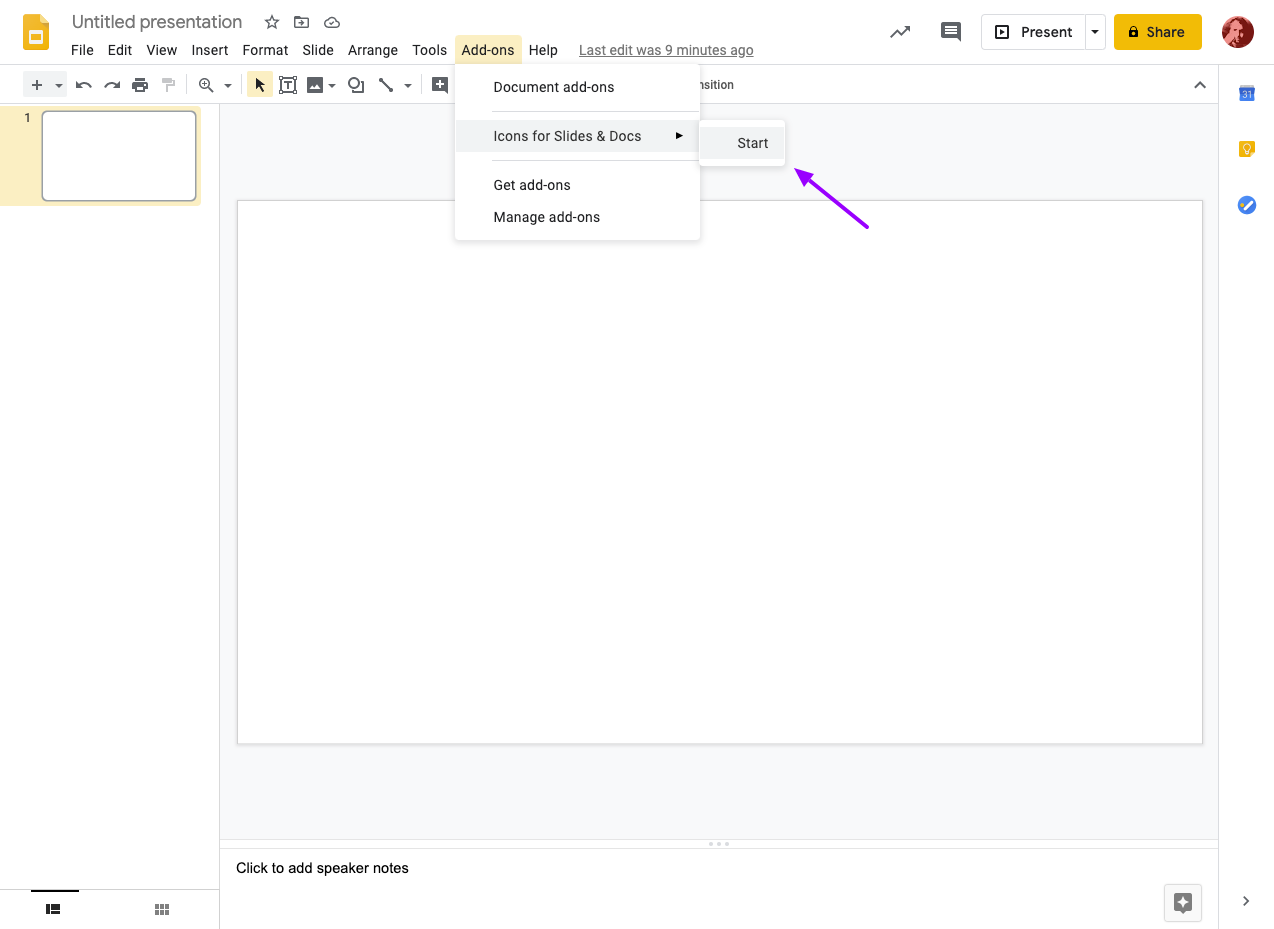 Untitled presentation
File Edit View Insert Format Slide Arrange Tools Add-ons Help Last edit was 9 minutes ago
Present
Share
nsition
Document add-ons
Icons for Slides & Docs
Start
Get add-ons
Manage add-ons
1
31
Click to add speaker notes